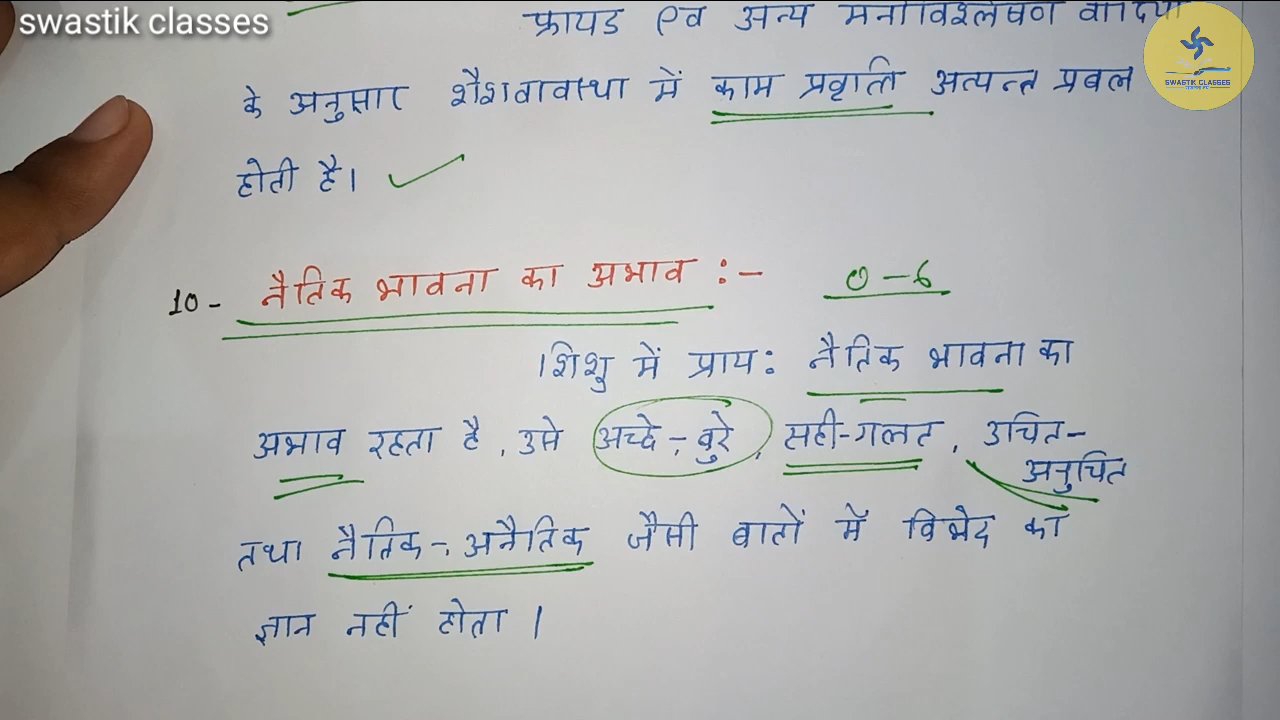 swastik classes
फ्रायड एवं अन्य मनोविश्लेषण वादियों
SWASTIK CLASSES
के अनुसार शैशवावस्था में काम प्रवृत्ति अत्यन्त प्रबल
होती है।
10 - नैतिक भावना का अभाव :- 0 - 6
शिशु में प्राय: नैतिक भावना का
अभाव रहता है, उसे अच्छे - बुरे, सही-गलत, उचित-
अनुचित
तथा नैतिक - अनैतिक जैसी बातों में विभेद का
ज्ञान नहीं होता।